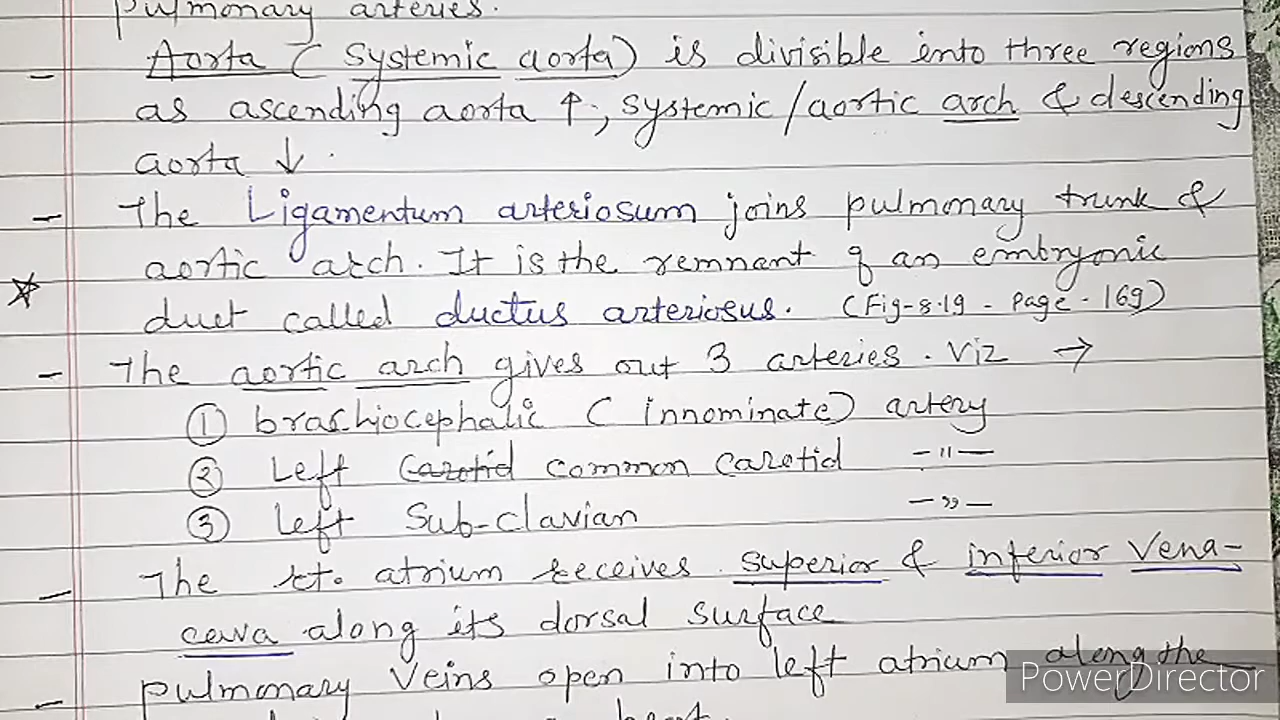 pulmonary arteries.
- Aorta (systemic aorta) is divisible into three regions
as ascending aorta ↑, systemic/aortic arch & descending
aorta ↓.
- The Ligamentum arteriosum joins pulmonary trunk &
aortic arch. It is the remnant of an embryonic
☆ duct called ductus arteriosus. (Fig-8.19 - Page - 169)
- The aortic arch gives out 3 arteries. Viz →
① brachiocephalic (innominate) artery
② Left Carotid common carotid -"-
③ Left Sub-clavian -"-
- The rt. atrium receives superior & inferior Vena-
cava along its dorsal surface
- pulmonary veins open into left atrium along the
heart.
PowerDirector